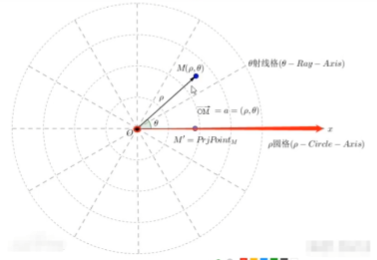 M(ρ, θ)
θ射线格(θ − Ray − Axis)
ρ
OM = a = (ρ, θ)
θ
O
x
M′ = PrjPoint_M
ρ圆格(ρ − Circle − Axis)